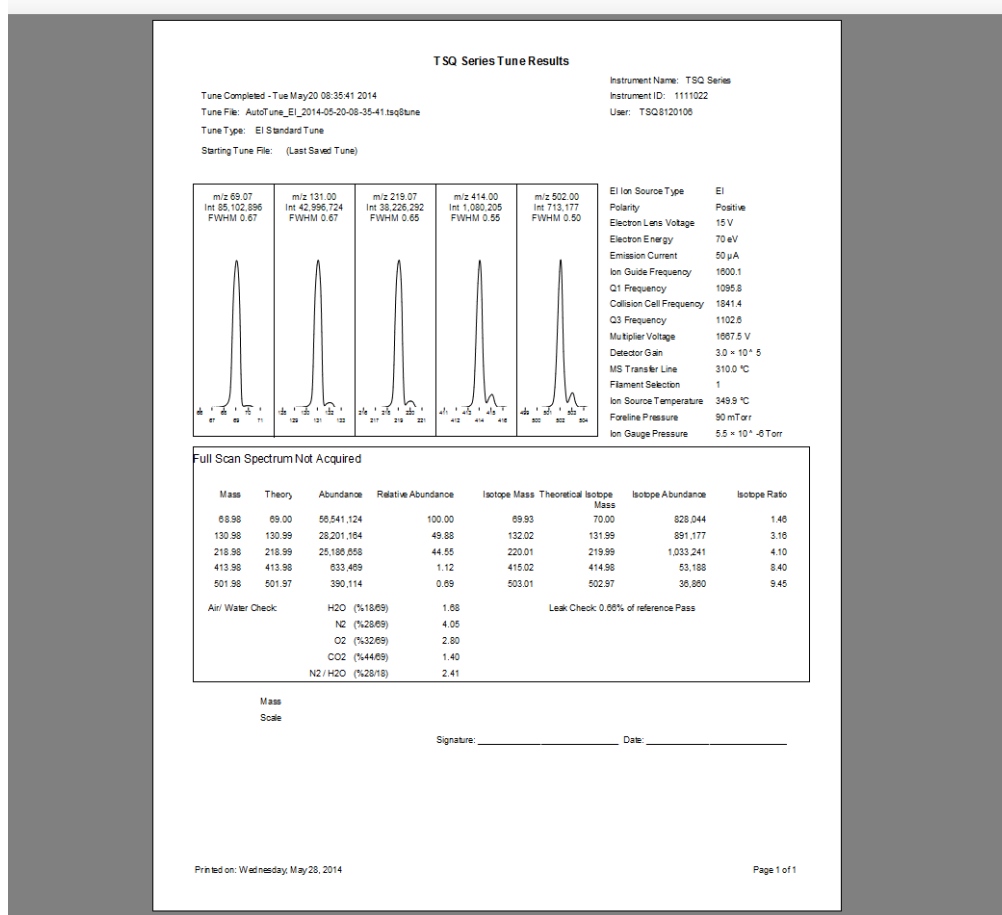 TSQ Series Tune Results
Instrument Name: TSQ Series
Tune Completed - Tue May20 08:35:41 2014 Instrument ID: 1111022
Tune File: AutoTune_EI_2014-05-20-08-35-41.tsq8tune User: TSQ8120106
Tune Type: EI Standard Tune
Starting Tune File: (Last Saved Tune)
m/z 69.07 m/z 131.00 m/z 219.07 m/z 414.00 m/z 502.00
Int 85,102,896 Int 42,996,724 Int 38,226,292 Int 1,080,205 Int 713,177
FWHM 0.67 FWHM 0.67 FWHM 0.65 FWHM 0.55 FWHM 0.50
EI Ion Source Type EI
Polarity Positive
Electron Lens Voltage 15 V
Electron Energy 70 eV
Emission Current 50 µA
Ion Guide Frequency 1600.1
Q1 Frequency 1095.8
Collision Cell Frequency 1841.4
Q3 Frequency 1102.6
Multiplier Voltage 1667.5 V
Detector Gain 3.0 × 10^ 5
MS Transfer Line 310.0 °C
Filament Selection 1
Ion Source Temperature 349.9 °C
Foreline Pressure 90 mTorr
Ion Gauge Pressure 5.5 × 10^ -6 Torr
67 69 71 129 131 133 217 219 221 412 414 416 500 502 504
Full Scan Spectrum Not Acquired
Mass Theory Abundance Relative Abundance Isotope Mass Theoretical Isotope Mass Isotope Abundance Isotope Ratio
68.98 69.00 56,541,124 100.00 69.93 70.00 828,044 1.46
130.98 130.99 28,201,164 49.88 132.02 131.99 891,177 3.16
218.98 218.99 25,186,658 44.55 220.01 219.99 1,033,241 4.10
413.98 413.98 633,469 1.12 415.02 414.98 53,188 8.40
501.98 501.97 390,114 0.69 503.01 502.97 36,860 9.45
Air/ Water Check: H2O (%18/69) 1.68 Leak Check: 0.66% of reference Pass
N2 (%28/69) 4.05
O2 (%32/69) 2.80
CO2 (%44/69) 1.40
N2 / H2O (%28/18) 2.41
Mass
Scale
Signature: Date:
Printed on: Wednesday, May 28, 2014 Page 1 of 1